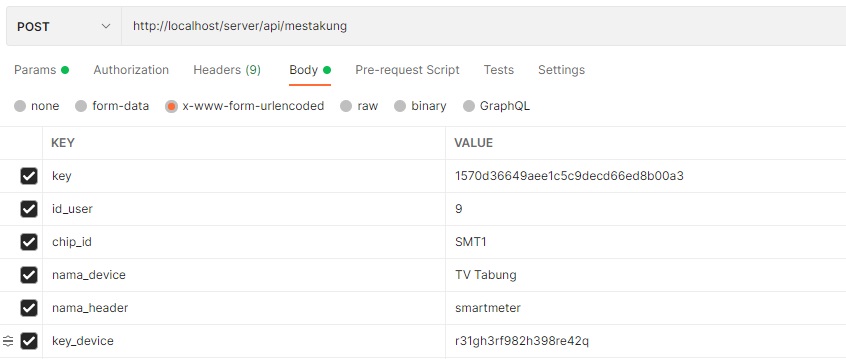 POST http://localhost/server/api/mestakung
Params Authorization Headers (9) Body Pre-request Script Tests Settings
none form-data x-www-form-urlencoded raw binary GraphQL
KEY VALUE
key 1570d36649aee1c5c9decd66ed8b00a3
id_user 9
chip_id SMT1
nama_device TV Tabung
nama_header smartmeter
key_device r31gh3rf982h398re42q